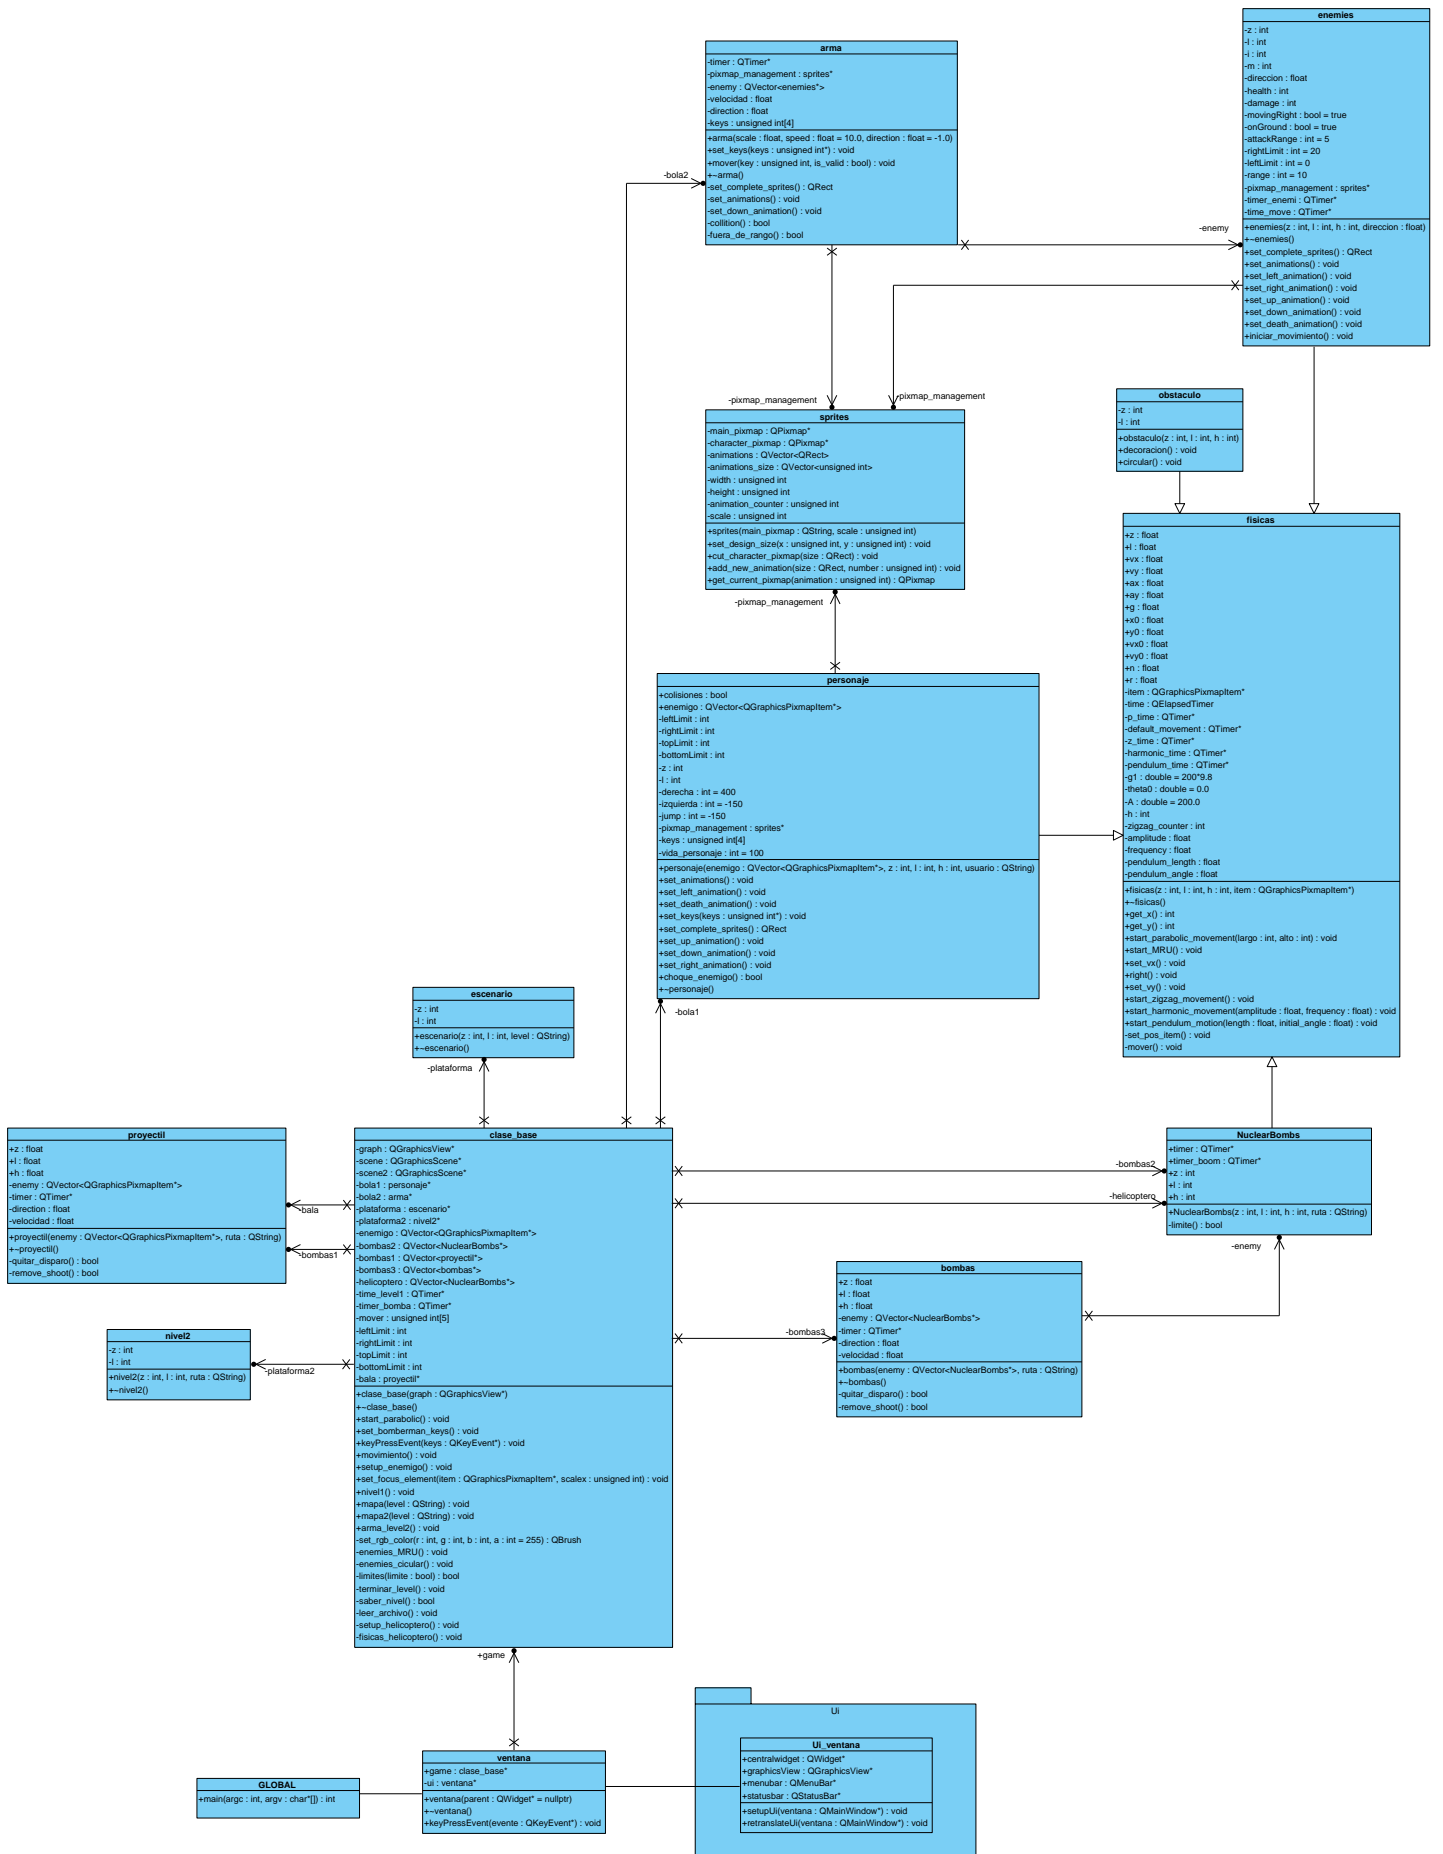 enemies
-z : int
-l : int
-i : int
-m : int
-direccion : float
-health : int
-damage : int
-movingRight : bool = true
-onGround : bool = true
-attackRange : int = 5
-rightLimit : int = 20
-leftLimit : int = 0
-range : int = 10
-pixmap_management : sprites*
-timer_enemi : QTimer*
-time_move : QTimer*
+enemies(z : int, l : int, h : int, direccion : float)
+~enemies()
+set_complete_sprites() : QRect
+set_animations() : void
+set_left_animation() : void
+set_right_animation() : void
+set_up_animation() : void
+set_down_animation() : void
+set_death_animation() : void
+iniciar_movimiento() : void
arma
-timer : QTimer*
-pixmap_management : sprites*
-enemy : QVector<enemies*>
-velocidad : float
-direction : float
-keys : unsigned int[4]
+arma(scale : float, speed : float = 10.0, direction : float = -1.0)
+set_keys(keys : unsigned int*) : void
+mover(key : unsigned int, is_valid : bool) : void
+~arma()
-set_complete_sprites() : QRect
-set_animations() : void
-set_down_animation() : void
-collition() : bool
-fuera_de_rango() : bool
-bola2
-enemy
-pixmap_management
-pixmap_management
sprites
-main_pixmap : QPixmap*
-character_pixmap : QPixmap*
-animations : QVector<QRect>
-animations_size : QVector<unsigned int>
-width : unsigned int
-height : unsigned int
-animation_counter : unsigned int
-scale : unsigned int
+sprites(main_pixmap : QString, scale : unsigned int)
+set_design_size(x : unsigned int, y : unsigned int) : void
+cut_character_pixmap(size : QRect) : void
+add_new_animation(size : QRect, number : unsigned int) : void
+get_current_pixmap(animation : unsigned int) : QPixmap
-pixmap_management
obstaculo
-z : int
-l : int
+obstaculo(z : int, l : int, h : int)
+decoracion() : void
+circular() : void
fisicas
+z : float
+l : float
+vx : float
+vy : float
+ax : float
+ay : float
+g : float
+x0 : float
+y0 : float
+vx0 : float
+vy0 : float
+n : float
+r : float
-item : QGraphicsPixmapItem*
-time : QElapsedTimer
-p_time : QTimer*
-default_movement : QTimer*
-z_time : QTimer*
-harmonic_time : QTimer*
-pendulum_time : QTimer*
-g1 : double = 200*9.8
-theta0 : double = 0.0
-A : double = 200.0
-h : int
-zigzag_counter : int
-amplitude : float
-frequency : float
-pendulum_length : float
-pendulum_angle : float
+fisicas(z : int, l : int, h : int, item : QGraphicsPixmapItem*)
+~fisicas()
+get_x() : int
+get_y() : int
+start_parabolic_movement(largo : int, alto : int) : void
+start_MRU() : void
+set_vx() : void
+right() : void
+set_vy() : void
+start_zigzag_movement() : void
+start_harmonic_movement(amplitude : float, frequency : float) : void
+start_pendulum_motion(length : float, initial_angle : float) : void
-set_pos_item() : void
-mover() : void
personaje
+colisiones : bool
+enemigo : QVector<QGraphicsPixmapItem*>
-leftLimit : int
-rightLimit : int
-topLimit : int
-bottomLimit : int
-z : int
-l : int
-derecha : int = 400
-izquierda : int = -150
-jump : int = -150
-pixmap_management : sprites*
-keys : unsigned int[4]
-vida_personaje : int = 100
+personaje(enemigo : QVector<QGraphicsPixmapItem*>, z : int, l : int, h : int, usuario : QString)
+set_animations() : void
+set_left_animation() : void
+set_death_animation() : void
+set_keys(keys : unsigned int*) : void
+set_complete_sprites() : QRect
+set_up_animation() : void
+set_down_animation() : void
+set_right_animation() : void
+choque_enemigo() : bool
+~personaje()
-bola1
escenario
-z : int
-l : int
+escenario(z : int, l : int, level : QString)
+~escenario()
-plataforma
proyectil
+z : float
+l : float
+h : float
-enemy : QVector<QGraphicsPixmapItem*>
-timer : QTimer*
-direction : float
-velocidad : float
+proyectil(enemy : QVector<QGraphicsPixmapItem*>, ruta : QString)
+~proyectil()
-quitar_disparo() : bool
-remove_shoot() : bool
-bala
-bombas1
clase_base
-graph : QGraphicsView*
-scene : QGraphicsScene*
-scene2 : QGraphicsScene*
-bola1 : personaje*
-bola2 : arma*
-plataforma : escenario*
-plataforma2 : nivel2*
-enemigo : QVector<QGraphicsPixmapItem*>
-bombas2 : QVector<NuclearBombs*>
-bombas1 : QVector<proyectil*>
-bombas3 : QVector<bombas*>
-helicoptero : QVector<NuclearBombs*>
-time_level1 : QTimer*
-timer_bomba : QTimer*
-mover : unsigned int[5]
-leftLimit : int
-rightLimit : int
-topLimit : int
-bottomLimit : int
-bala : proyectil*
+clase_base(graph : QGraphicsView*)
+~clase_base()
+start_parabolic() : void
+set_bomberman_keys() : void
+keyPressEvent(keys : QKeyEvent*) : void
+movimiento() : void
+setup_enemigo() : void
+set_focus_element(item : QGraphicsPixmapItem*, scalex : unsigned int) : void
+nivel1() : void
+mapa(level : QString) : void
+mapa2(level : QString) : void
+arma_level2() : void
-set_rgb_color(r : int, g : int, b : int, a : int = 255) : QBrush
-enemies_MRU() : void
-enemies_cicular() : void
-limites(limite : bool) : bool
-terminar_level() : void
-saber_nivel() : bool
-leer_archivo() : void
-setup_helicoptero() : void
-fisicas_helicoptero() : void
-bombas2
-helicoptero
NuclearBombs
+timer : QTimer*
+timer_boom : QTimer*
+z : int
+l : int
+h : int
+NuclearBombs(z : int, l : int, h : int, ruta : QString)
-limite() : bool
-enemy
bombas
+z : float
+l : float
+h : float
-enemy : QVector<NuclearBombs*>
-timer : QTimer*
-direction : float
-velocidad : float
+bombas(enemy : QVector<NuclearBombs*>, ruta : QString)
+~bombas()
-quitar_disparo() : bool
-remove_shoot() : bool
-bombas3
nivel2
-z : int
-l : int
+nivel2(z : int, l : int, ruta : QString)
+~nivel2()
-plataforma2
+game
Ui
Ui_ventana
+centralwidget : QWidget*
+graphicsView : QGraphicsView*
+menubar : QMenuBar*
+statusbar : QStatusBar*
+setupUi(ventana : QMainWindow*) : void
+retranslateUi(ventana : QMainWindow*) : void
ventana
+game : clase_base*
-ui : ventana*
+ventana(parent : QWidget* = nullptr)
+~ventana()
+keyPressEvent(evente : QKeyEvent*) : void
GLOBAL
+main(argc : int, argv : char*[]) : int